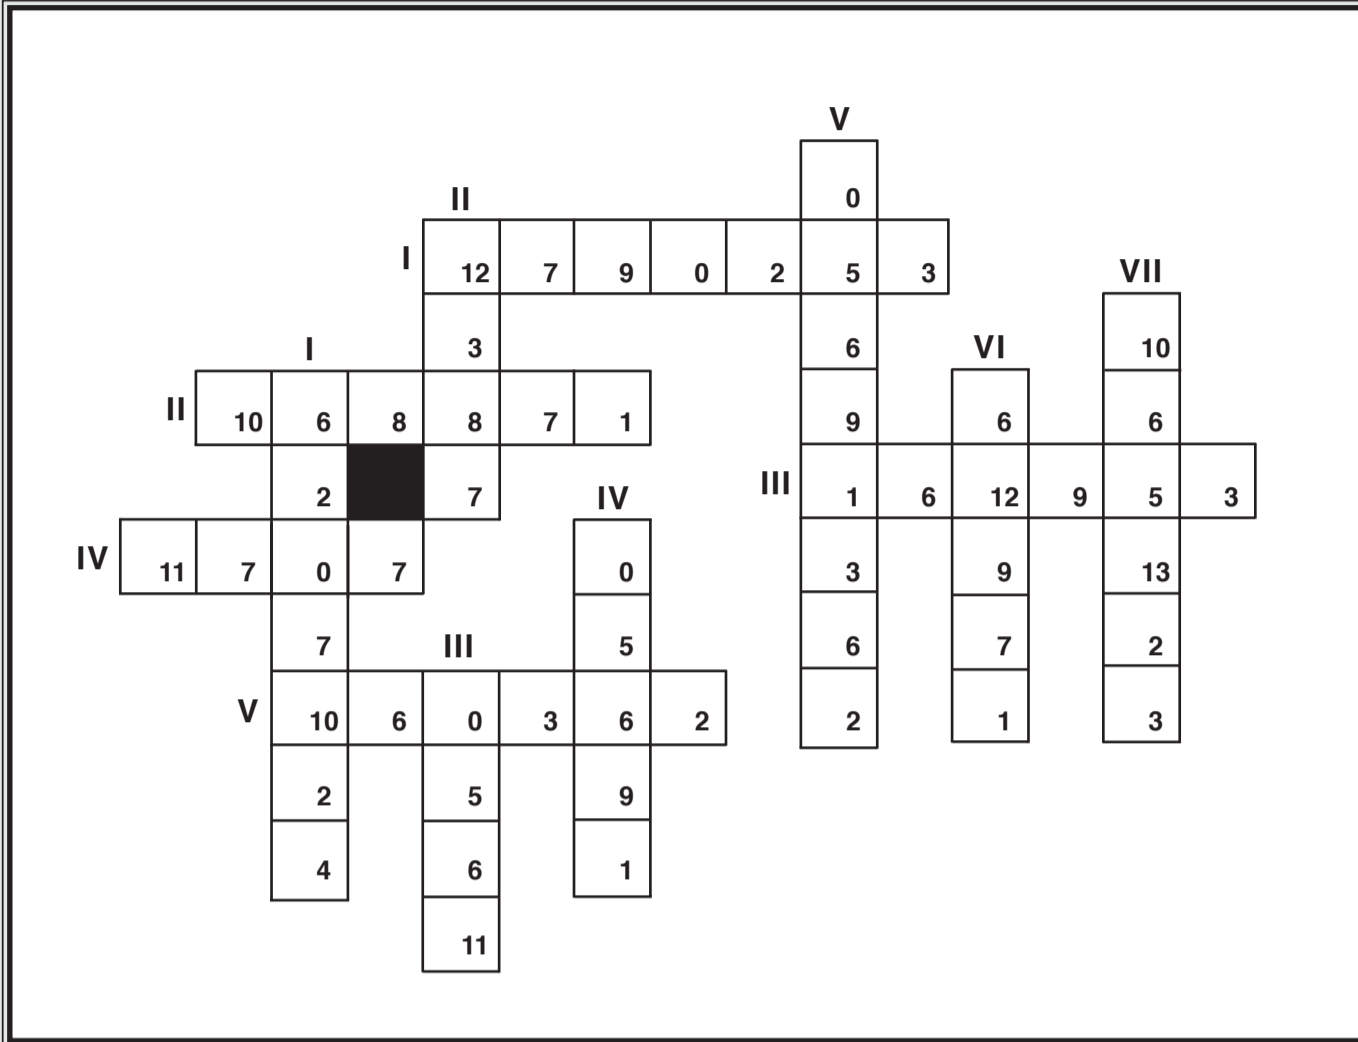 V
0
II
I 12 7 9 0 2 5 3
VII
3 6 10
I VI
II 10 6 8 8 7 1 9 6 6
2 7 IV III 1 6 12 9 5 3
IV 11 7 0 7 0 3 9 13
7 III 5 6 7 2
V 10 6 0 3 6 2 2 1 3
2 5 9
4 6 1
11